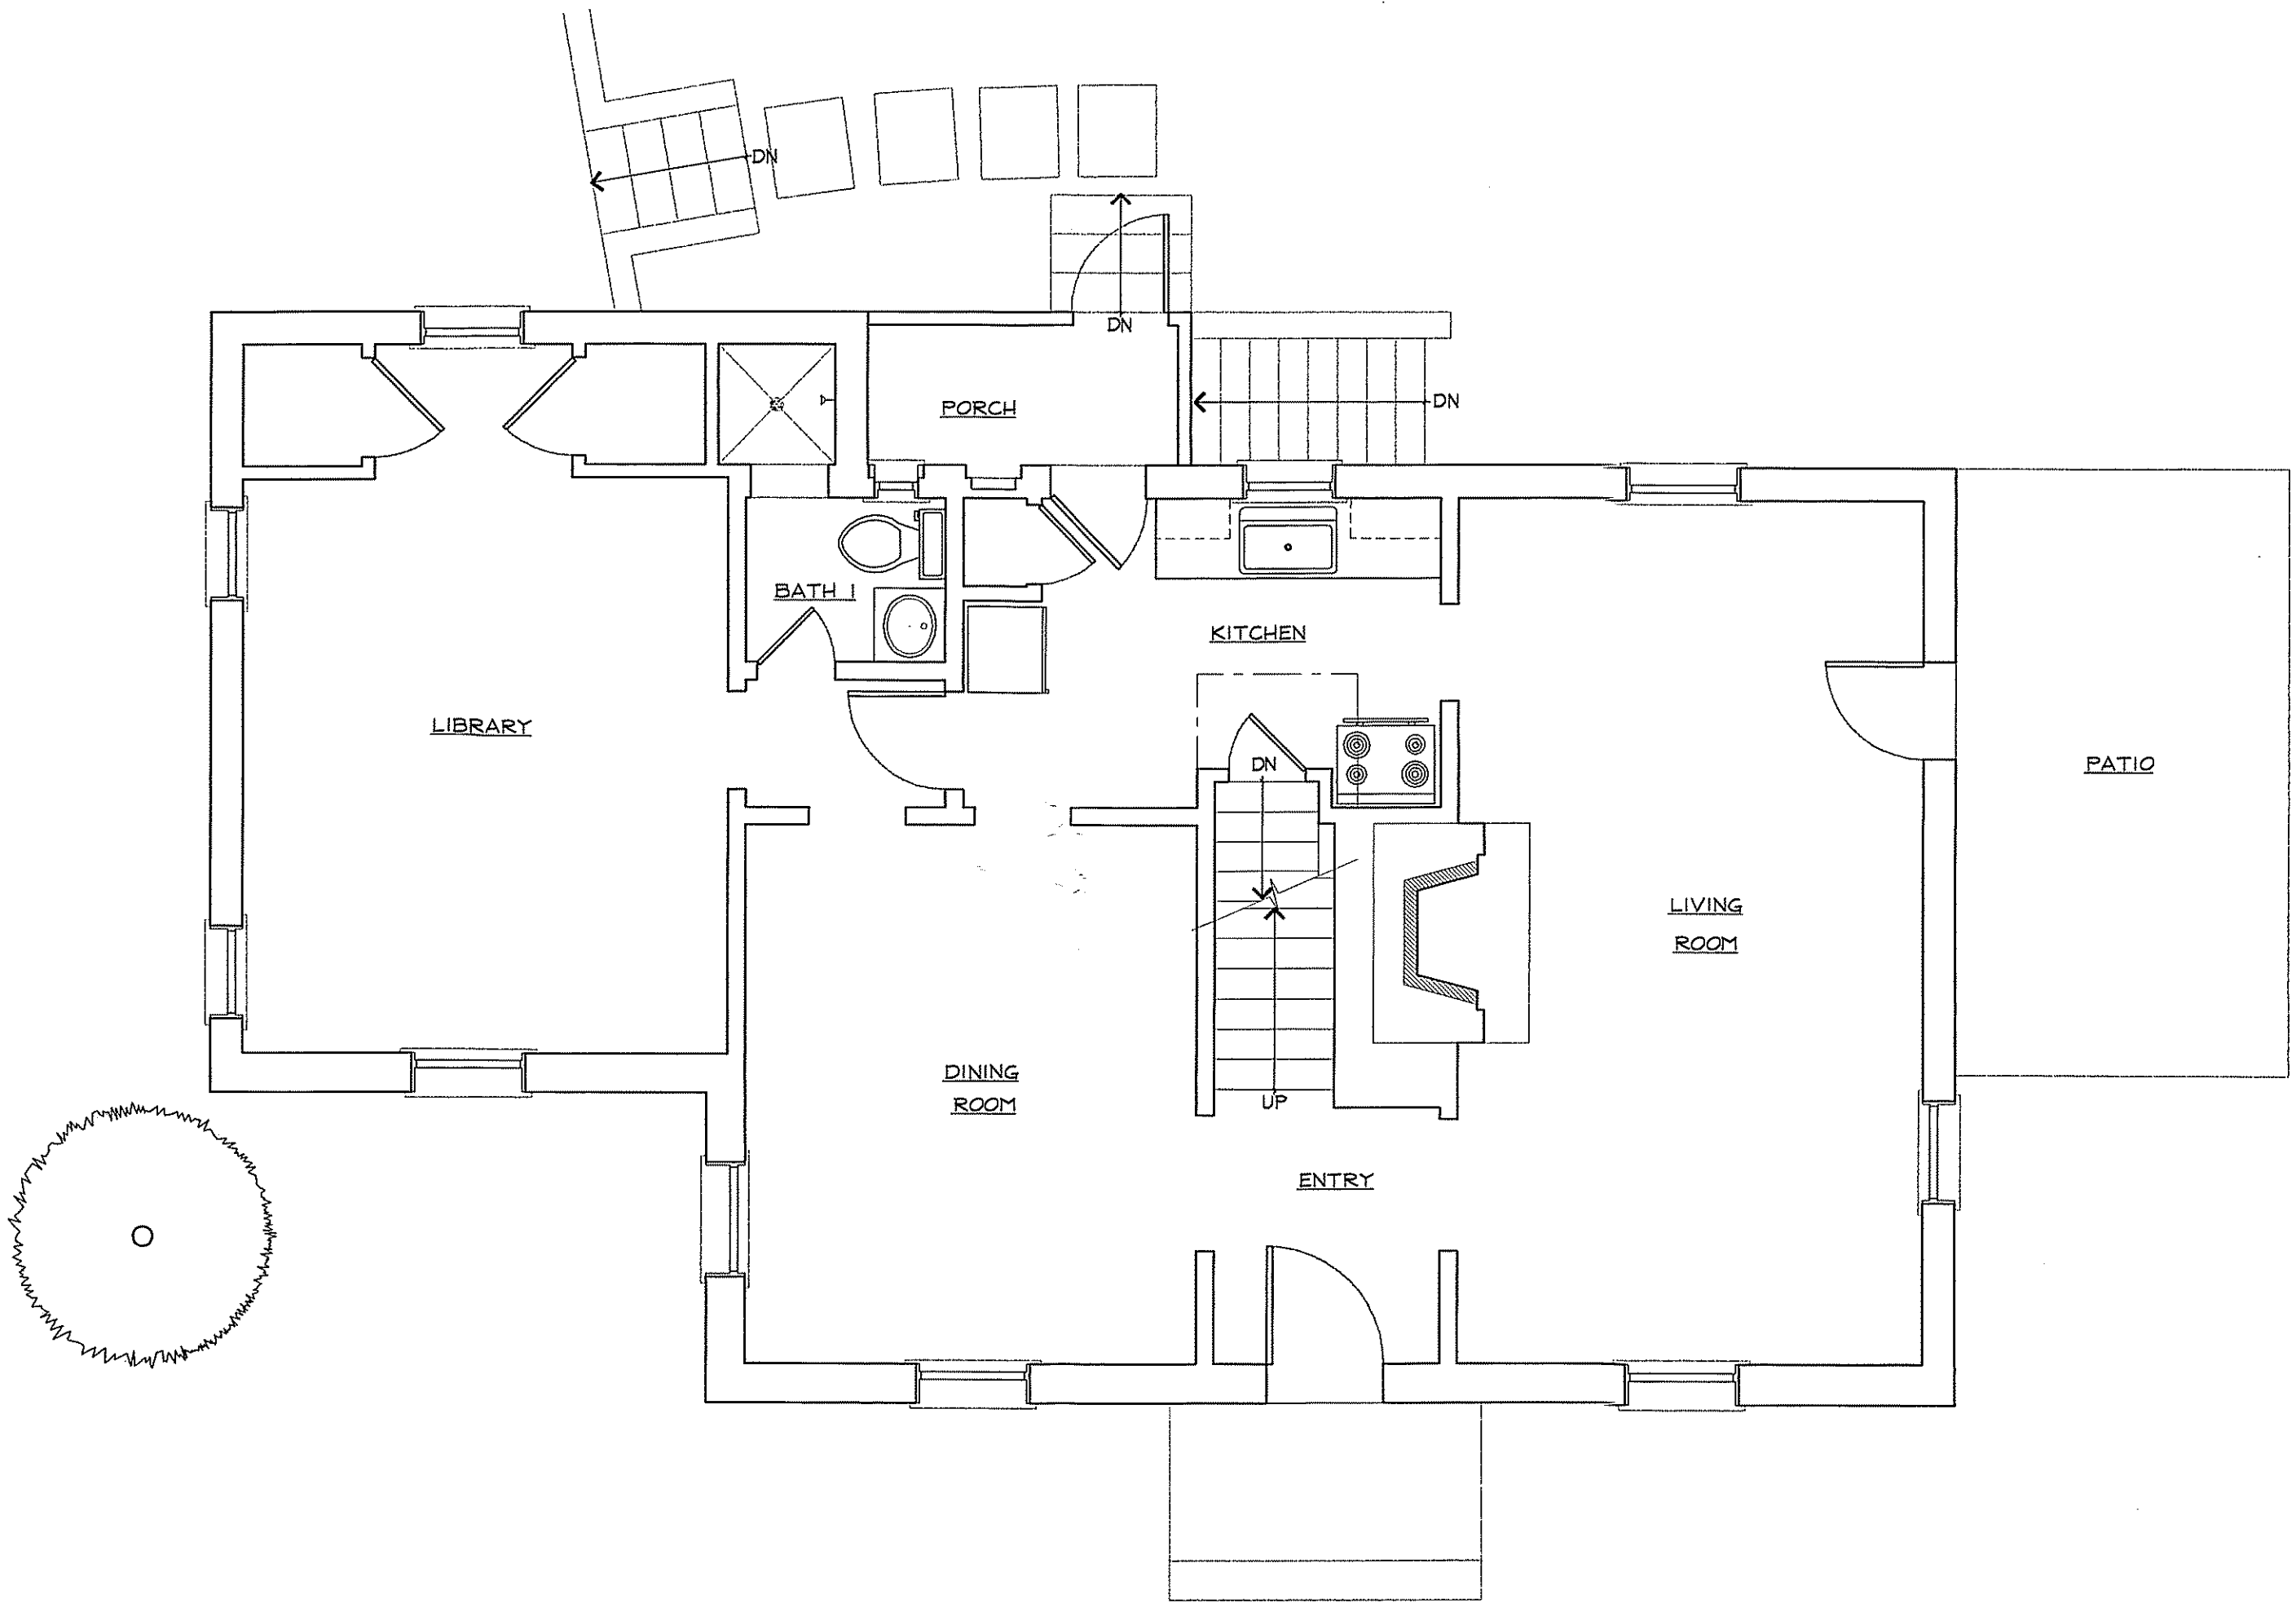 DN
DN
PORCH
DN
BATH 1
KITCHEN
LIBRARY
DN
PATIO
LIVING
ROOM
DINING
ROOM
UP
ENTRY